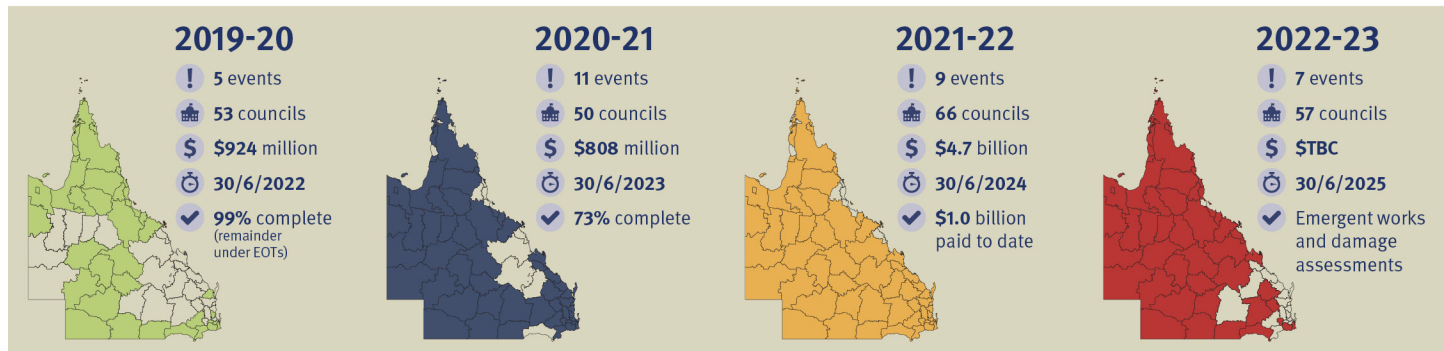 2019-20
5 events
53 councils
$ $924 million
30/6/2022
99% complete
(remainder
under EOTs)
2020-21
11 events
50 councils
$ $808 million
30/6/2023
73% complete
2021-22
9 events
66 councils
$ $4.7 billion
30/6/2024
$1.0 billion
paid to date
2022-23
7 events
57 councils
$ $TBC
30/6/2025
Emergent works
and damage
assessments